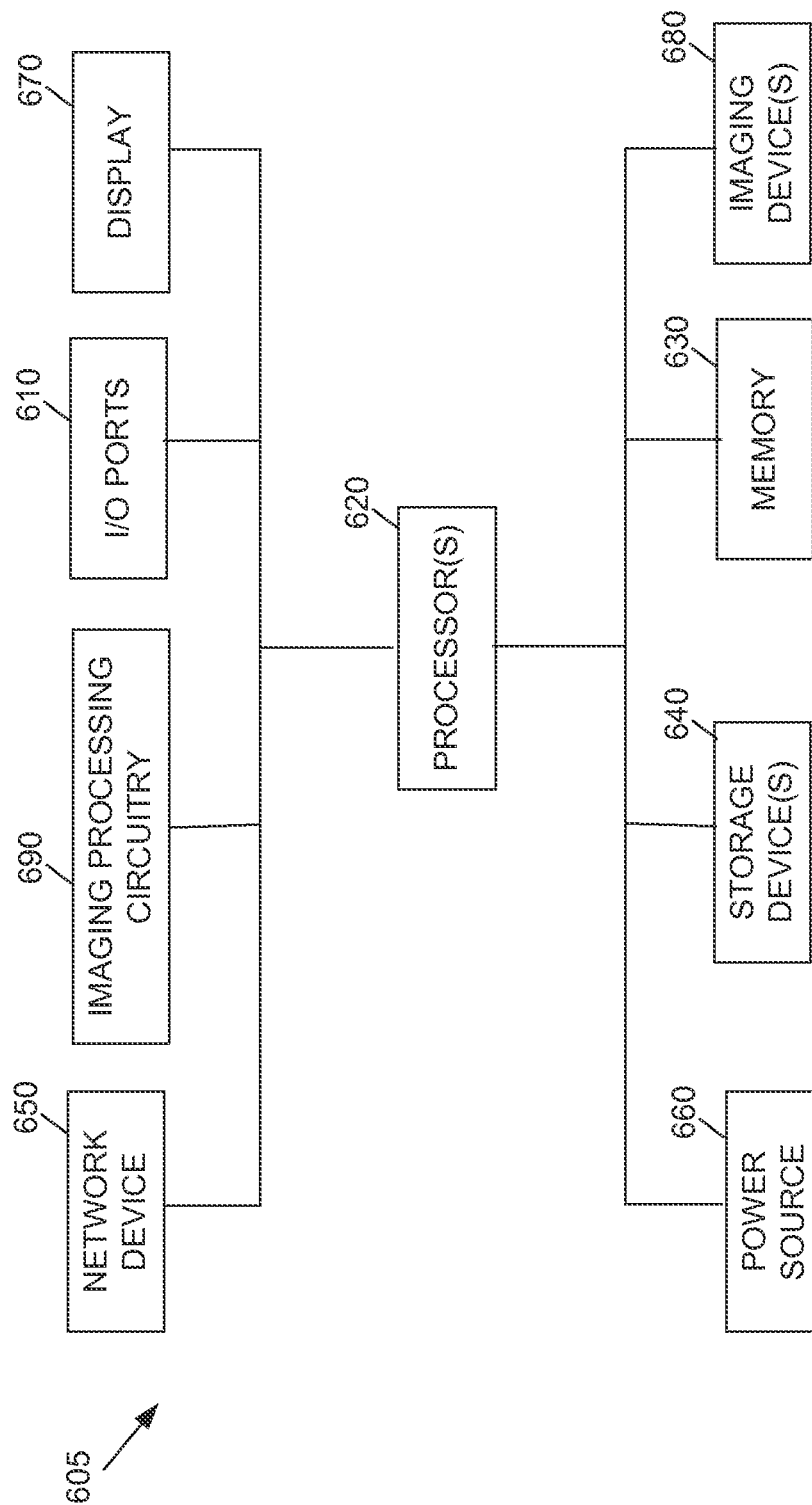 605
650
NETWORK
DEVICE
690
IMAGING PROCESSING
CIRCUITRY
610
I/O PORTS
670
DISPLAY
620
PROCESSOR(S)
660
POWER
SOURCE
640
STORAGE
DEVICE(S)
630
MEMORY
680
IMAGING
DEVICE(S)